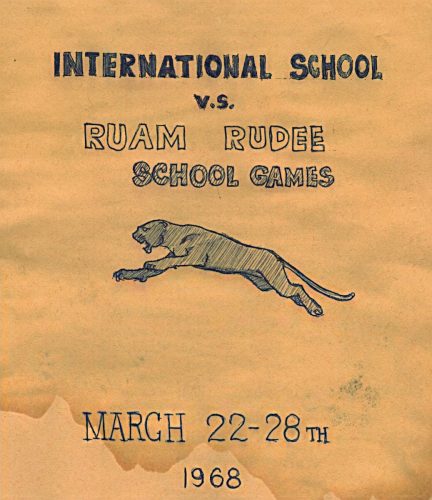 INTERNATIONAL SCHOOL
V.S.
RUAM RUDEE
SCHOOL GAMES
MARCH 22-28TH
1968